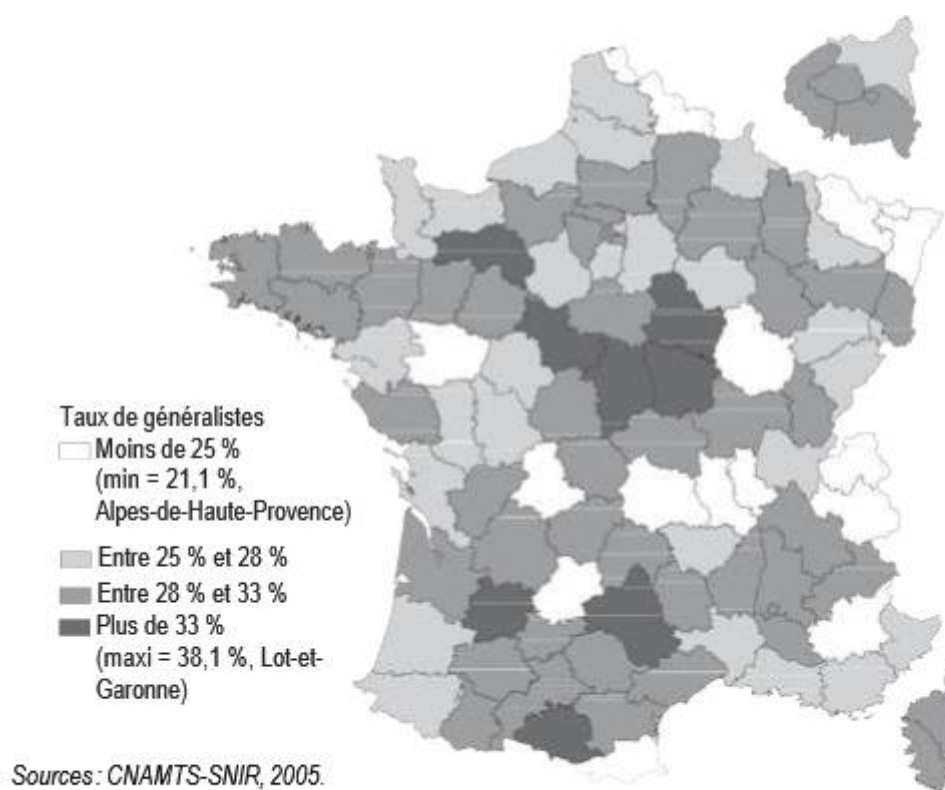 Taux de généralistes
Moins de 25 %
(min = 21,1 %,
Alpes-de-Haute-Provence)
Entre 25 % et 28 %
Entre 28 % et 33 %
Plus de 33 %
(maxi = 38,1 %, Lot-et-
Garonne)
Sources : CNAMTS-SNIR, 2005.